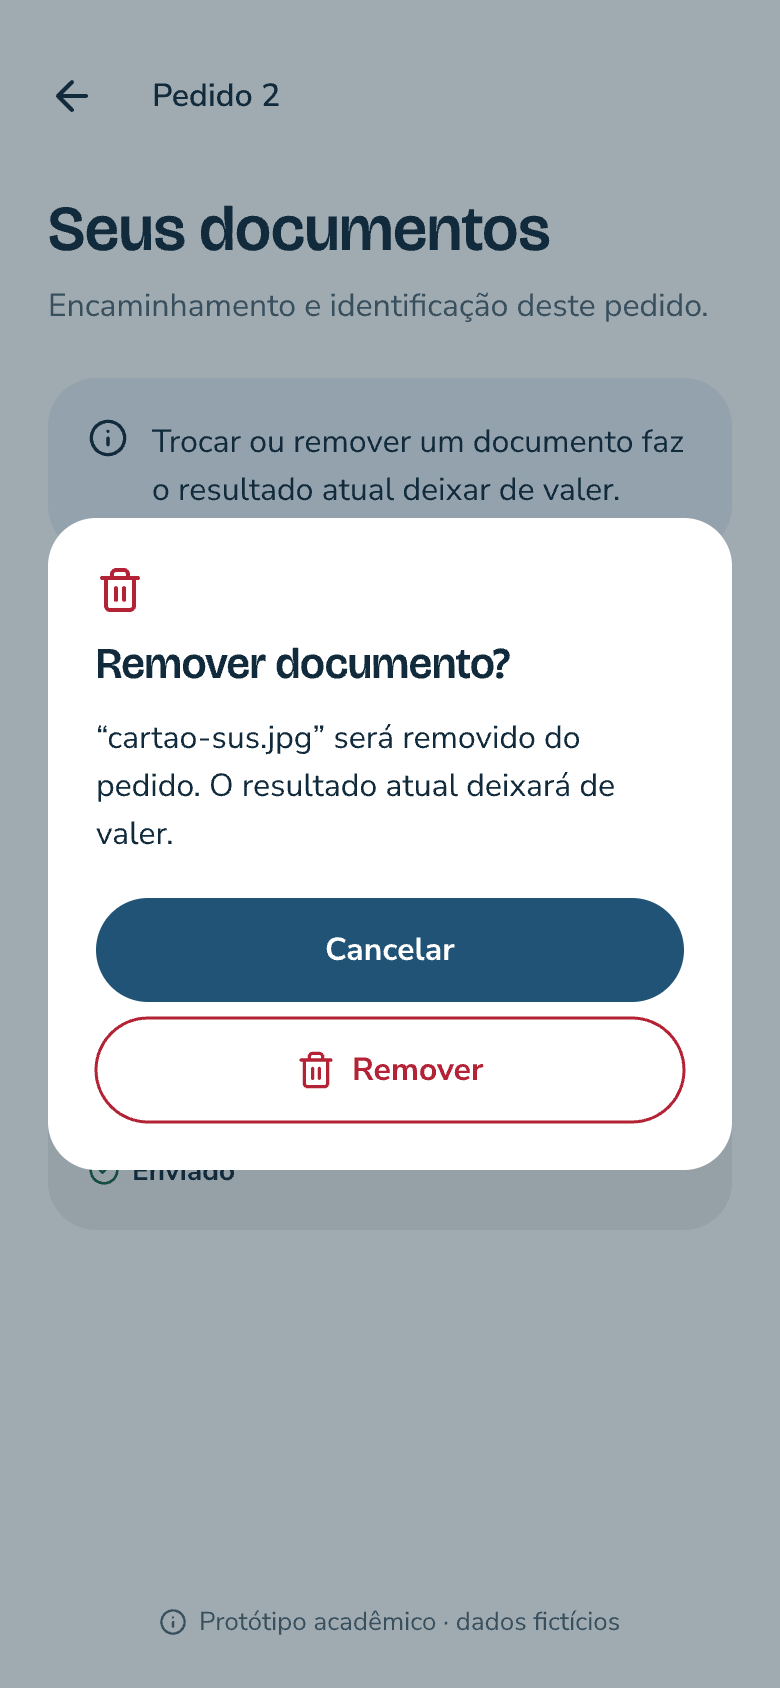 Pedido 2
Seus documentos
Encaminhamento e identificação deste pedido.
Trocar ou remover um documento faz
o resultado atual deixar de valer.
Remover documento?
“cartao-sus.jpg” será removido do
pedido. O resultado atual deixará de
valer.
Cancelar
Remover
Enviado
Protótipo acadêmico · dados fictícios